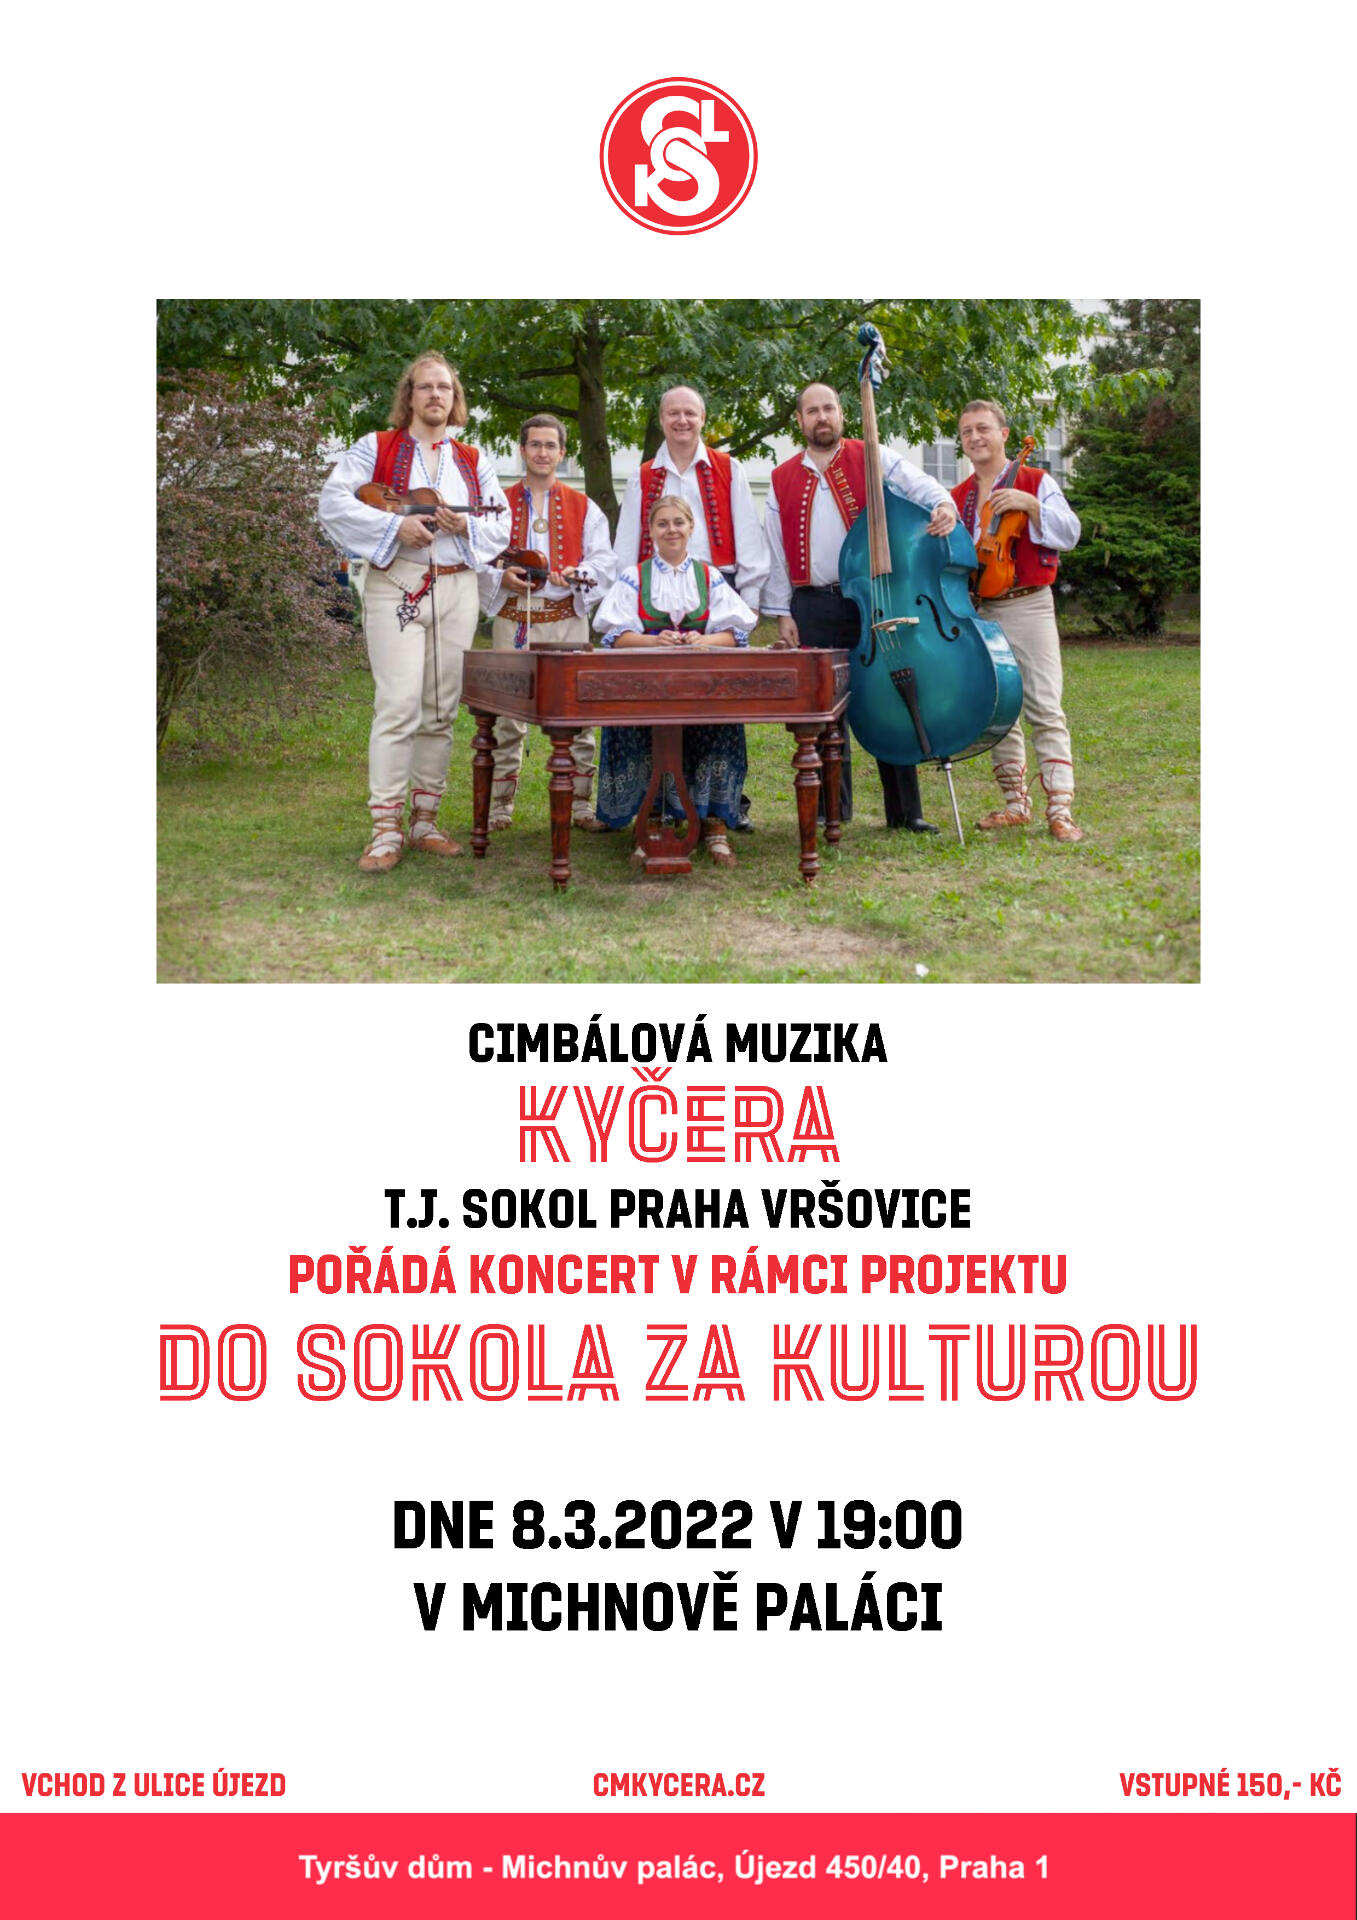 SOKL
CIMBÁLOVÁ MUZIKA
KYČERA
T.J. SOKOL PRAHA VRŠOVICE
POŘÁDÁ KONCERT V RÁMCI PROJEKTU
DO SOKOLA ZA KULTUROU
DNE 8.3.2022 V 19:00
V MICHNOVĚ PALÁCI
VCHOD Z ULICE ÚJEZD
CMKYCERA.CZ
VSTUPNÉ 150,- KČ
Tyršův dům - Michnův palác, Újezd 450/40, Praha 1